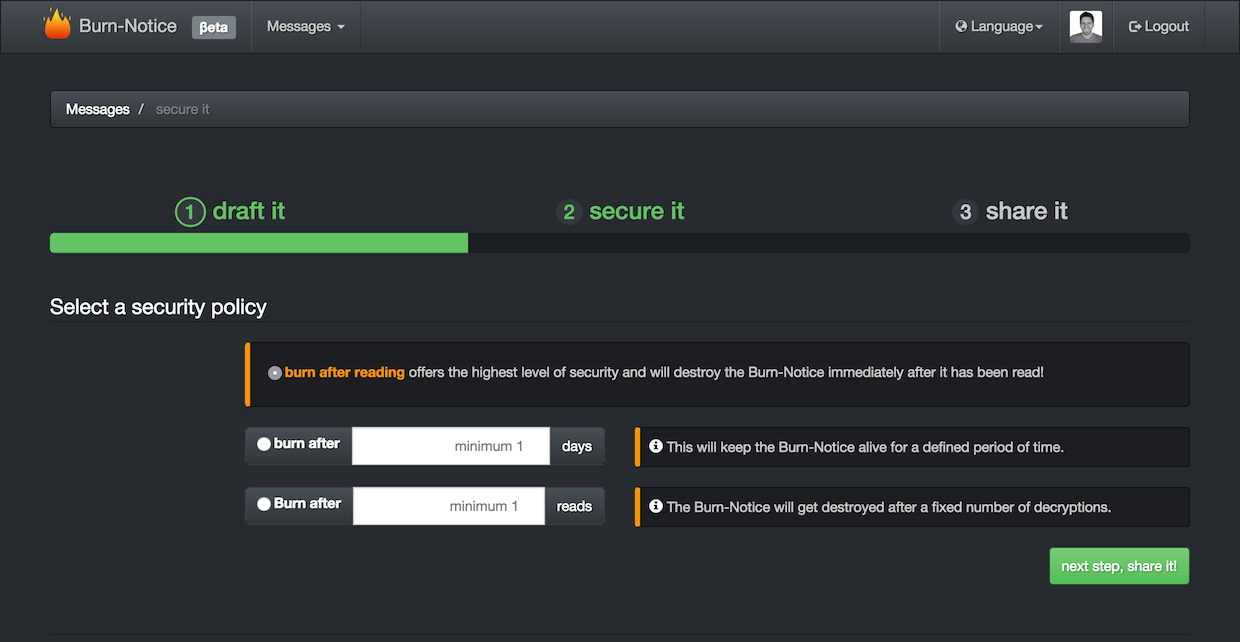 Burn-Notice βeta Messages Language Logout
Messages / secure it
1 draft it 2 secure it 3 share it
Select a security policy
burn after reading offers the highest level of security and will destroy the Burn-Notice immediately after it has been read!
burn after minimum 1 days This will keep the Burn-Notice alive for a defined period of time.
Burn after minimum 1 reads The Burn-Notice will get destroyed after a fixed number of decryptions.
next step, share it!